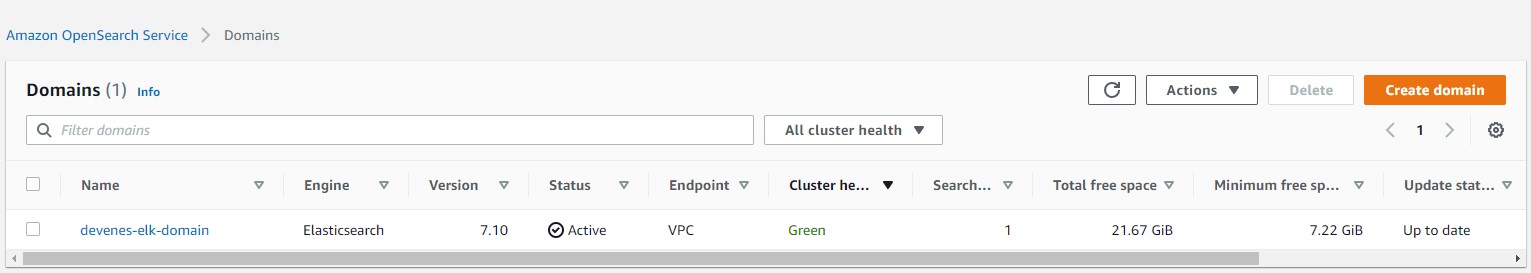 Amazon OpenSearch Service Domains
Domains (1) Info Actions Delete Create domain
Filter domains All cluster health 1
Name Engine Version Status Endpoint Cluster he... Search... Total free space Minimum free sp... Update stat...
devenes-elk-domain Elasticsearch 7.10 Active VPC Green 1 21.67 GiB 7.22 GiB Up to date